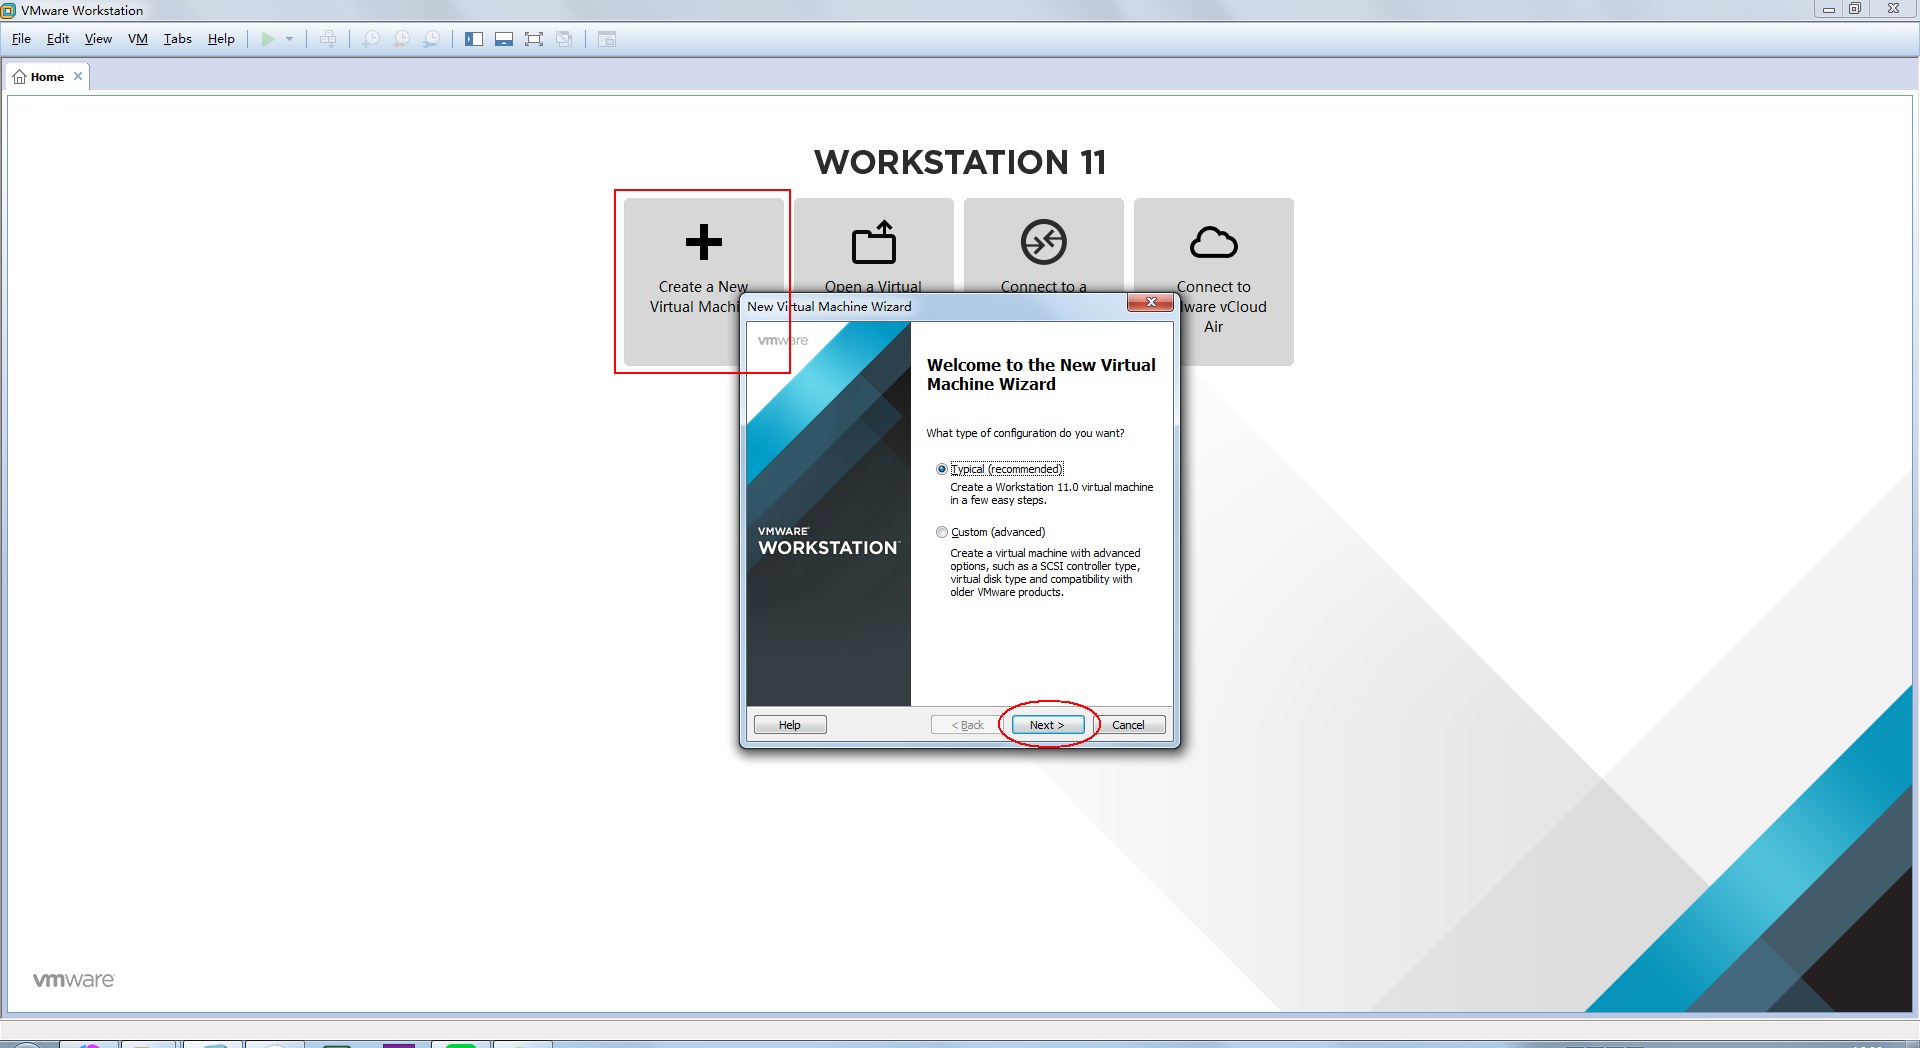 VMware Workstation
File Edit View VM Tabs Help
Home
WORKSTATION 11
Create a New
Virtual Machine
Open a Virtual
Connect to a
Connect to
ware vCloud
Air
New Virtual Machine Wizard
vmware
Welcome to the New Virtual
Machine Wizard
What type of configuration do you want?
Typical (recommended)
Create a Workstation 11.0 virtual machine
in a few easy steps.
Custom (advanced)
Create a virtual machine with advanced
options, such as a SCSI controller type,
virtual disk type and compatibility with
older VMware products.
VMWARE
WORKSTATION™
Help
< Back
Next >
Cancel
vmware